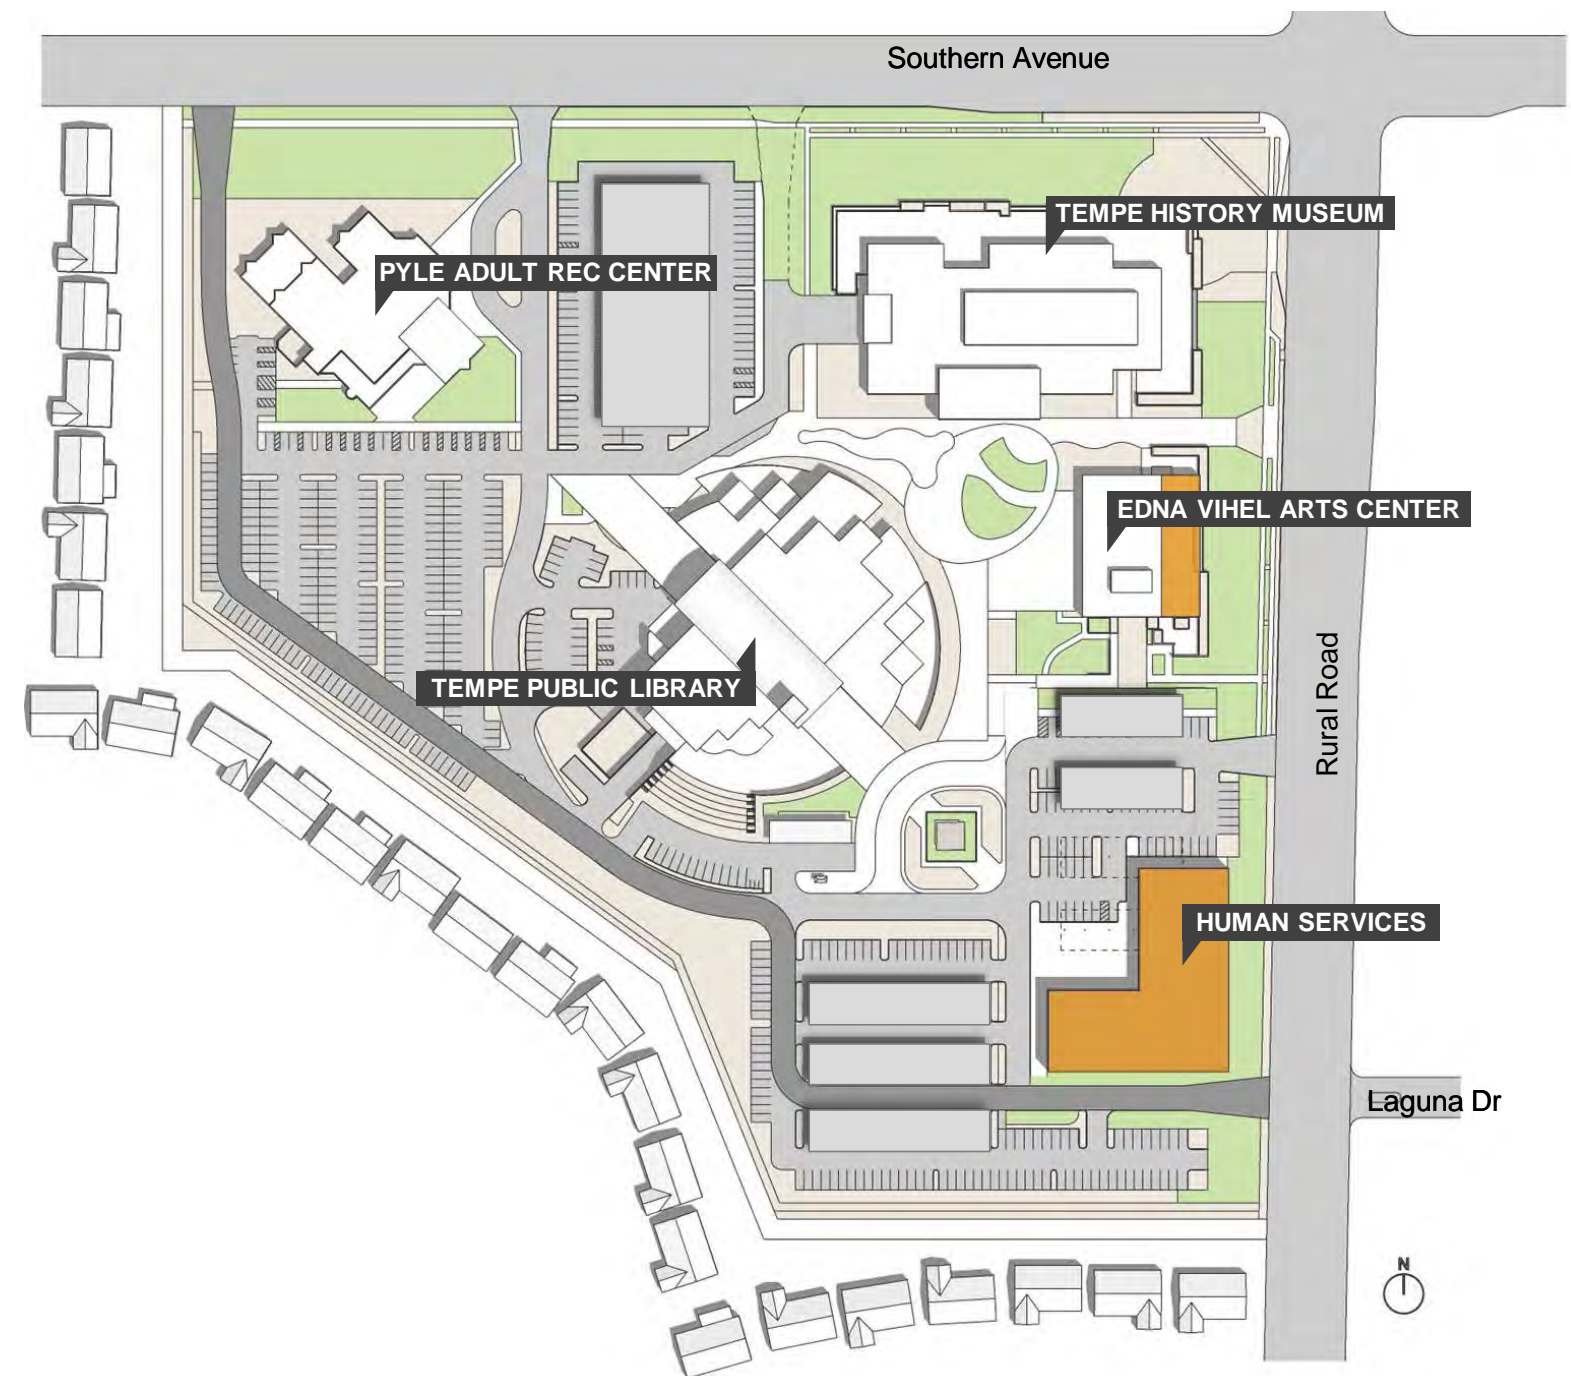 Southern Avenue
TEMPE HISTORY MUSEUM
PYLE ADULT REC CENTER
EDNA VIHEL ARTS CENTER
TEMPE PUBLIC LIBRARY
Rural Road
HUMAN SERVICES
Laguna Dr
N